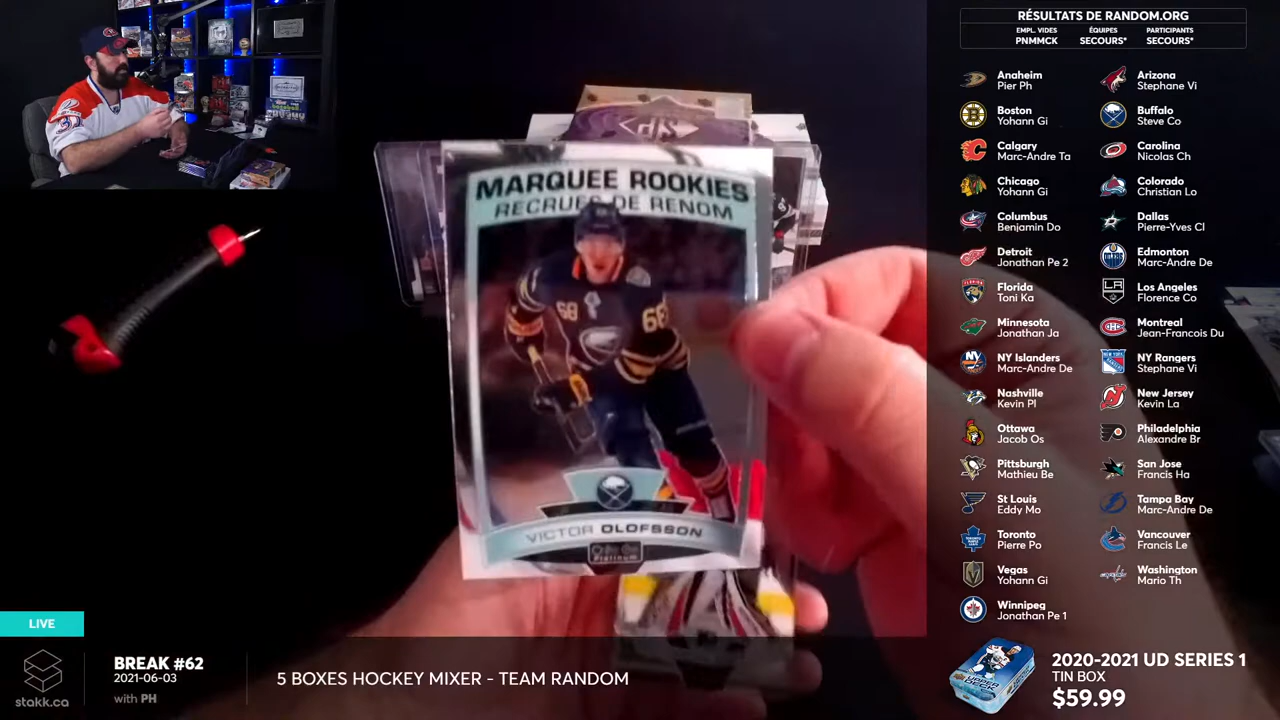 RÉSULTATS DE RANDOM.ORG
EMPL. VIDES
PNMMCK
ÉQUIPES
SECOURS*
PARTICIPANTS
SECOURS*
Anaheim
Pier Ph
Arizona
Stephane Vi
Boston
Yohann Gi
Buffalo
Steve Co
Calgary
Marc-Andre Ta
Carolina
Nicolas Ch
Chicago
Yohann Gi
Colorado
Christian Lo
Columbus
Benjamin Do
Dallas
Pierre-Yves Cl
Detroit
Jonathan Pe 2
Edmonton
Marc-Andre De
Florida
Toni Ka
Los Angeles
Florence Co
Minnesota
Jonathan Ja
Montreal
Jean-Francois Du
NY Islanders
Marc-Andre De
NY Rangers
Stephane Vi
Nashville
Kevin Pl
New Jersey
Kevin La
Ottawa
Jacob Os
Philadelphia
Alexandre Br
Pittsburgh
Mathieu Be
San Jose
Francis Ha
St Louis
Eddy Mo
Tampa Bay
Marc-Andre De
Toronto
Pierre Po
Vancouver
Francis Le
Vegas
Yohann Gi
Washington
Mario Th
Winnipeg
Jonathan Pe 1
MARQUEE ROOKIES
RECRUES DE RENOM
68
68
VICTOR OLOFSSON
O-Pee-Chee
Platinum
LIVE
stakk.ca
BREAK #62
2021-06-03
with PH
5 BOXES HOCKEY MIXER - TEAM RANDOM
2020-2021 UD SERIES 1
TIN BOX
$59.99